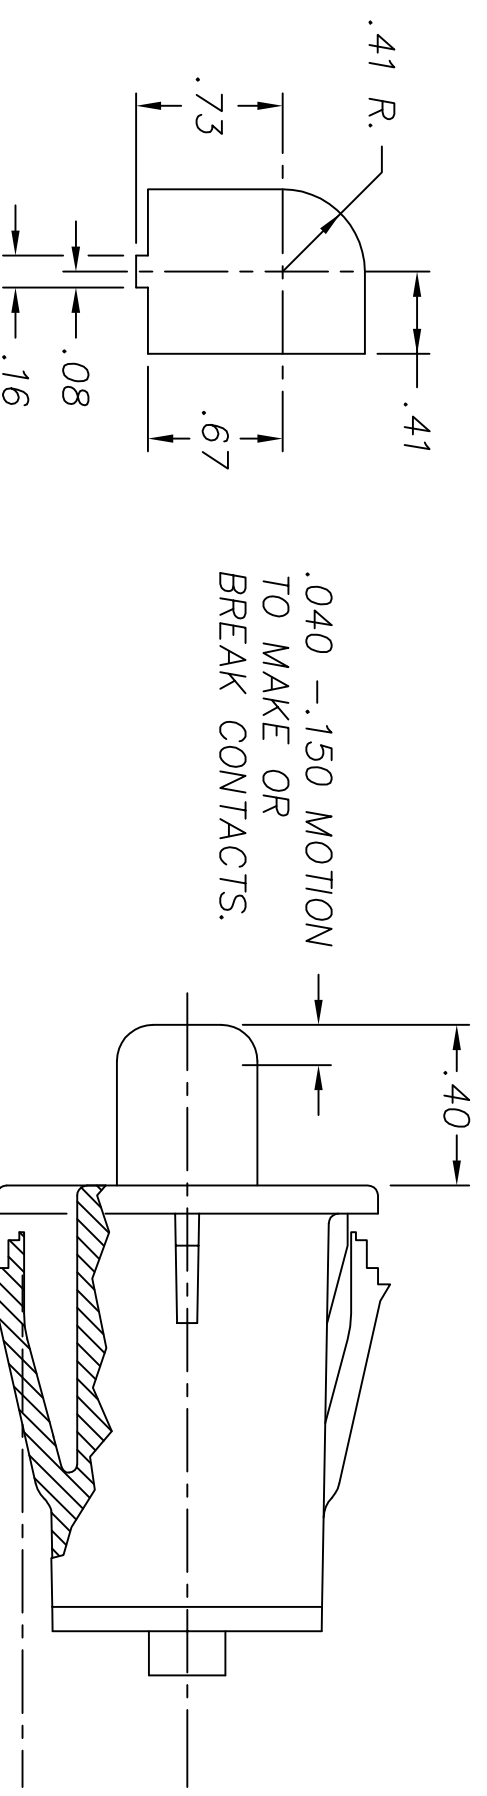 .41 R.
.73
.41
.67
.08
.16
.040 -.150 MOTION
TO MAKE OR
BREAK CONTACTS.
.40